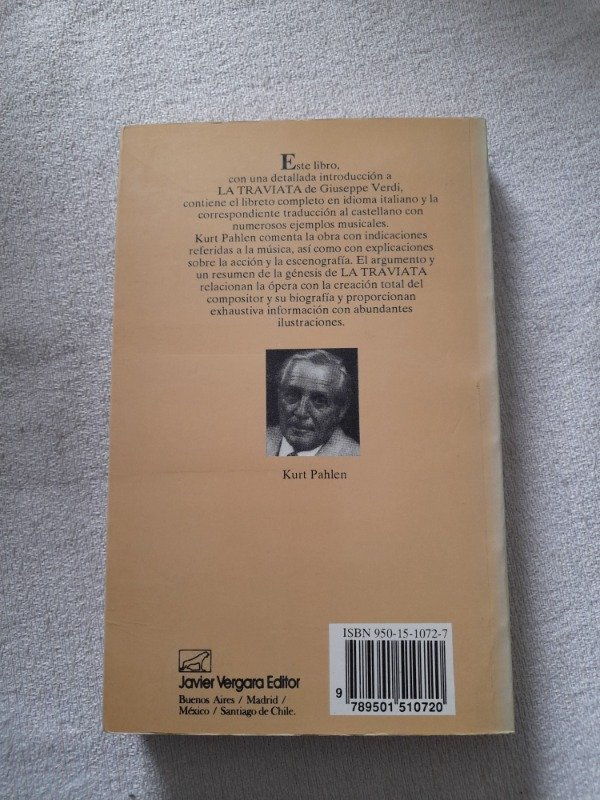 Este libro,
con una detallada introducción a
LA TRAVIATA de Giuseppe Verdi,
contiene el libreto completo en idioma italiano y la
correspondiente traducción al castellano con
numerosos ejemplos musicales.
Kurt Pahlen comenta la obra con indicaciones
referidas a la música, así como con explicaciones
sobre la acción y la escenografía. El argumento y
un resumen de la génesis de LA TRAVIATA
relacionan la ópera con la creación total del
compositor y su biografía y proporcionan
exhaustiva información con abundantes
ilustraciones.
Kurt Pahlen
ISBN 950-15-1072-7
9 789501 510720
Javier Vergara Editor
Buenos Aires / Madrid /
México / Santiago de Chile.